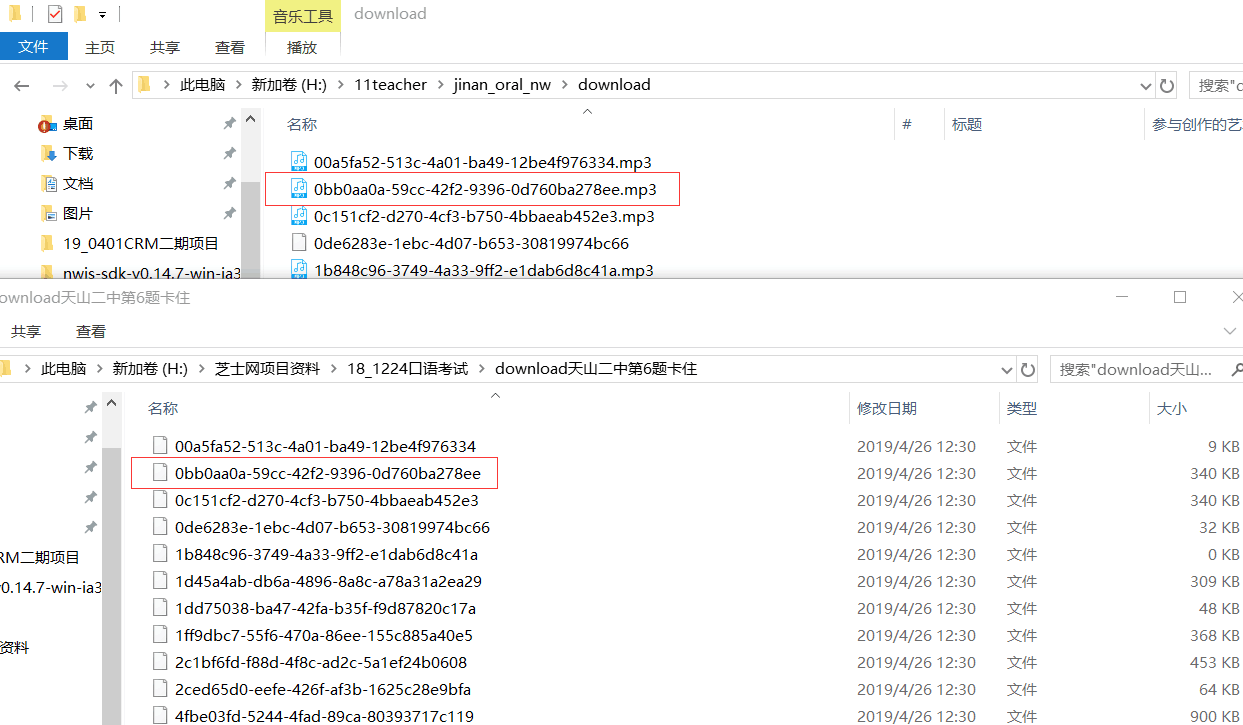 音乐工具 download
文件 主页 共享 查看 播放
此电脑 新加卷 (H:) 11teacher jinan_oral_nw download 搜索"d
桌面 名称 # 标题 参与创作的艺
下载 00a5fa52-513c-4a01-ba49-12be4f976334.mp3
文档 0bb0aa0a-59cc-42f2-9396-0d760ba278ee.mp3
图片 0c151cf2-d270-4cf3-b750-4bbaeab452e3.mp3
19_0401CRM二期项目 0de6283e-1ebc-4d07-b653-30819974bc66
nwis-sdk-v0.14.7-win-ia3 1b848c96-3749-4a33-9ff2-e1dab6d8c41a.mp3
ownload天山二中第6题卡住
共享 查看
此电脑 新加卷 (H:) 芝士网项目资料 18_1224口语考试 download天山二中第6题卡住 搜索"download天山...
名称 修改日期 类型 大小
00a5fa52-513c-4a01-ba49-12be4f976334 2019/4/26 12:30 文件 9 KB
0bb0aa0a-59cc-42f2-9396-0d760ba278ee 2019/4/26 12:30 文件 340 KB
0c151cf2-d270-4cf3-b750-4bbaeab452e3 2019/4/26 12:30 文件 340 KB
0de6283e-1ebc-4d07-b653-30819974bc66 2019/4/26 12:30 文件 32 KB
RM二期项目 1b848c96-3749-4a33-9ff2-e1dab6d8c41a 2019/4/26 12:30 文件 0 KB
v0.14.7-win-ia3 1d45a4ab-db6a-4896-8a8c-a78a31a2ea29 2019/4/26 12:30 文件 309 KB
1dd75038-ba47-42fa-b35f-f9d87820c17a 2019/4/26 12:30 文件 48 KB
资料 1ff9dbc7-55f6-470a-86ee-155c885a40e5 2019/4/26 12:30 文件 368 KB
2c1bf6fd-f88d-4f8c-ad2c-5a1ef24b0608 2019/4/26 12:30 文件 453 KB
2ced65d0-eefe-426f-af3b-1625c28e9bfa 2019/4/26 12:30 文件 64 KB
4fbe03fd-5244-4fad-89ca-80393717c119 2019/4/26 12:30 文件 900 KB